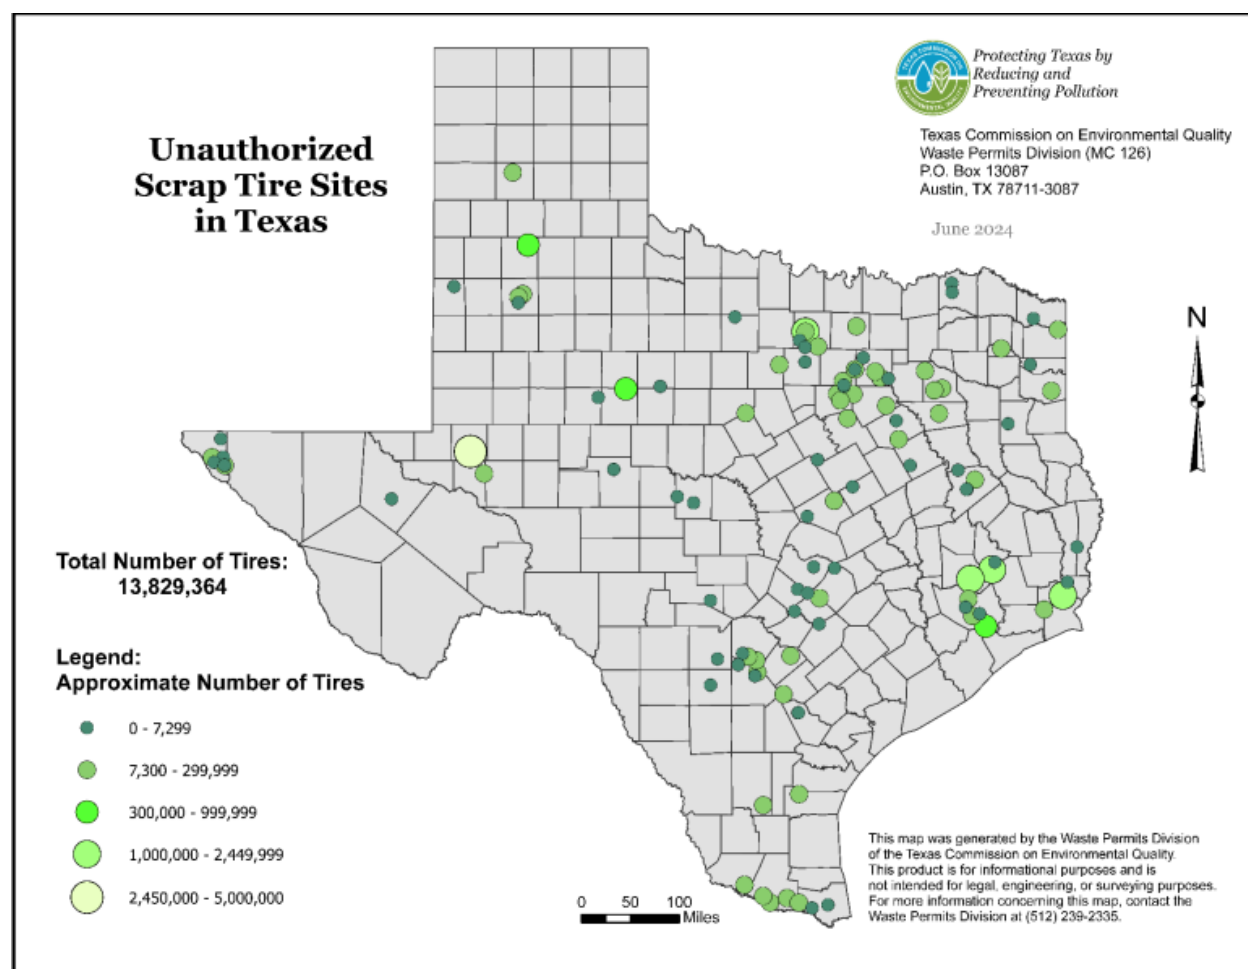 Unauthorized
Scrap Tire Sites
in Texas
Protecting Texas by
Reducing and
Preventing Pollution
Texas Commission on Environmental Quality
Waste Permits Division (MC 126)
P.O. Box 13087
Austin, TX 78711-3087
June 2024
N
Total Number of Tires:
13,829,364
Legend:
Approximate Number of Tires
0 - 7,299
7,300 - 299,999
300,000 - 999,999
1,000,000 - 2,449,999
2,450,000 - 5,000,000
0 50 100
Miles
This map was generated by the Waste Permits Division
of the Texas Commission on Environmental Quality.
This product is for informational purposes and is
not intended for legal, engineering, or surveying purposes.
For more information concerning this map, contact the
Waste Permits Division at (512) 239-2335.